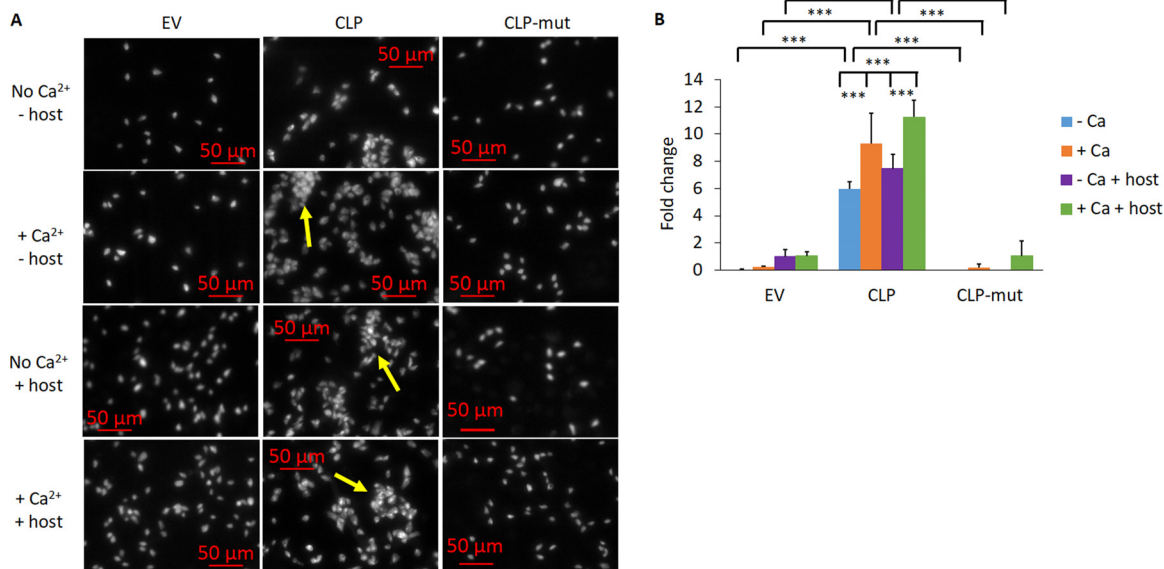 A
EV
CLP
CLP-mut
No Ca²⁺
- host
50 µm
50 µm
50 µm
+ Ca²⁺
- host
50 µm
50 µm
50 µm
No Ca²⁺
+ host
50 µm
50 µm
50 µm
+ Ca²⁺
+ host
50 µm
50 µm
50 µm
B
***
***
***
***
***
***
***
14
12
10
8
6
4
2
0
Fold change
EV
CLP
CLP-mut
- Ca
+ Ca
- Ca + host
+ Ca + host